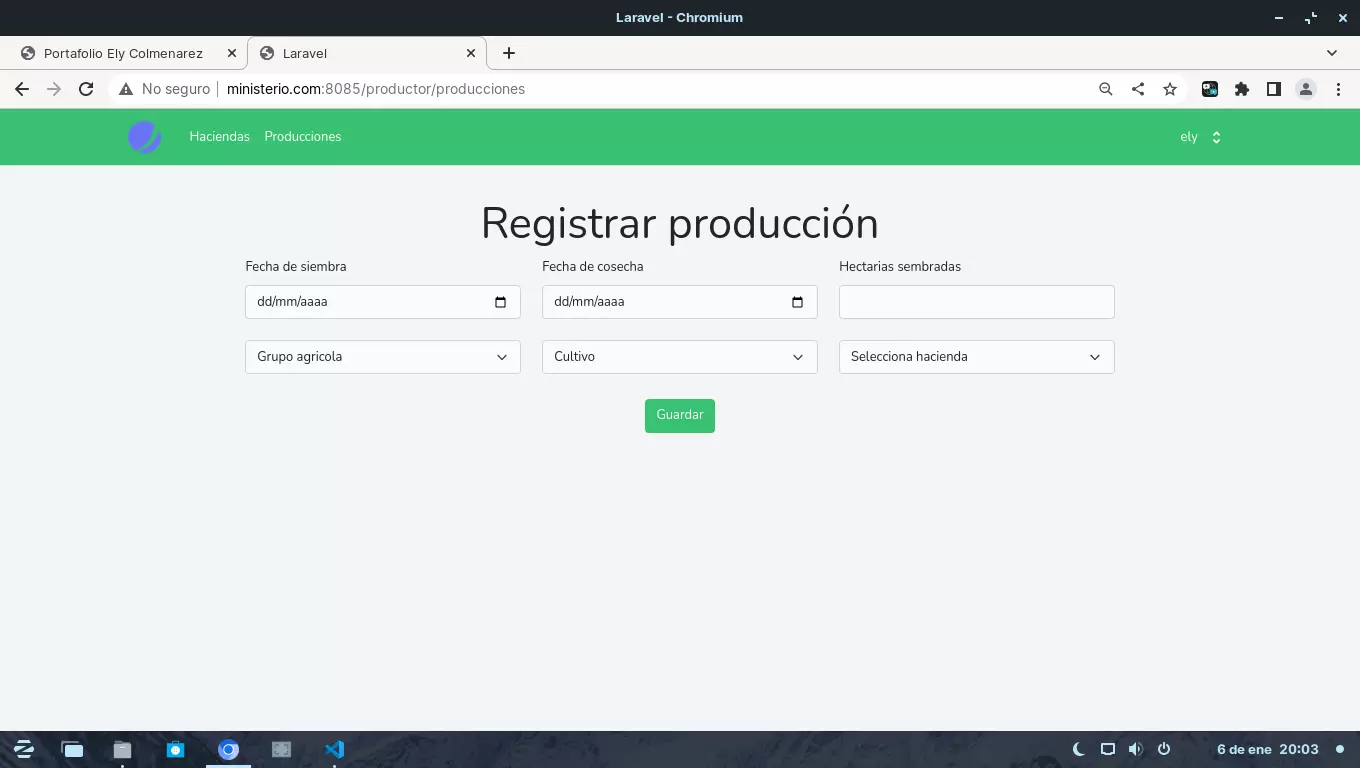 Laravel - Chromium
Portafolio Ely Colmenarez
Laravel
No seguro
ministerio.com:8085/productor/producciones
Haciendas
Producciones
ely
Registrar producción
Fecha de siembra
Fecha de cosecha
Hectarias sembradas
dd/mm/aaaa
dd/mm/aaaa
Grupo agricola
Cultivo
Selecciona hacienda
Guardar
6 de ene 20:03